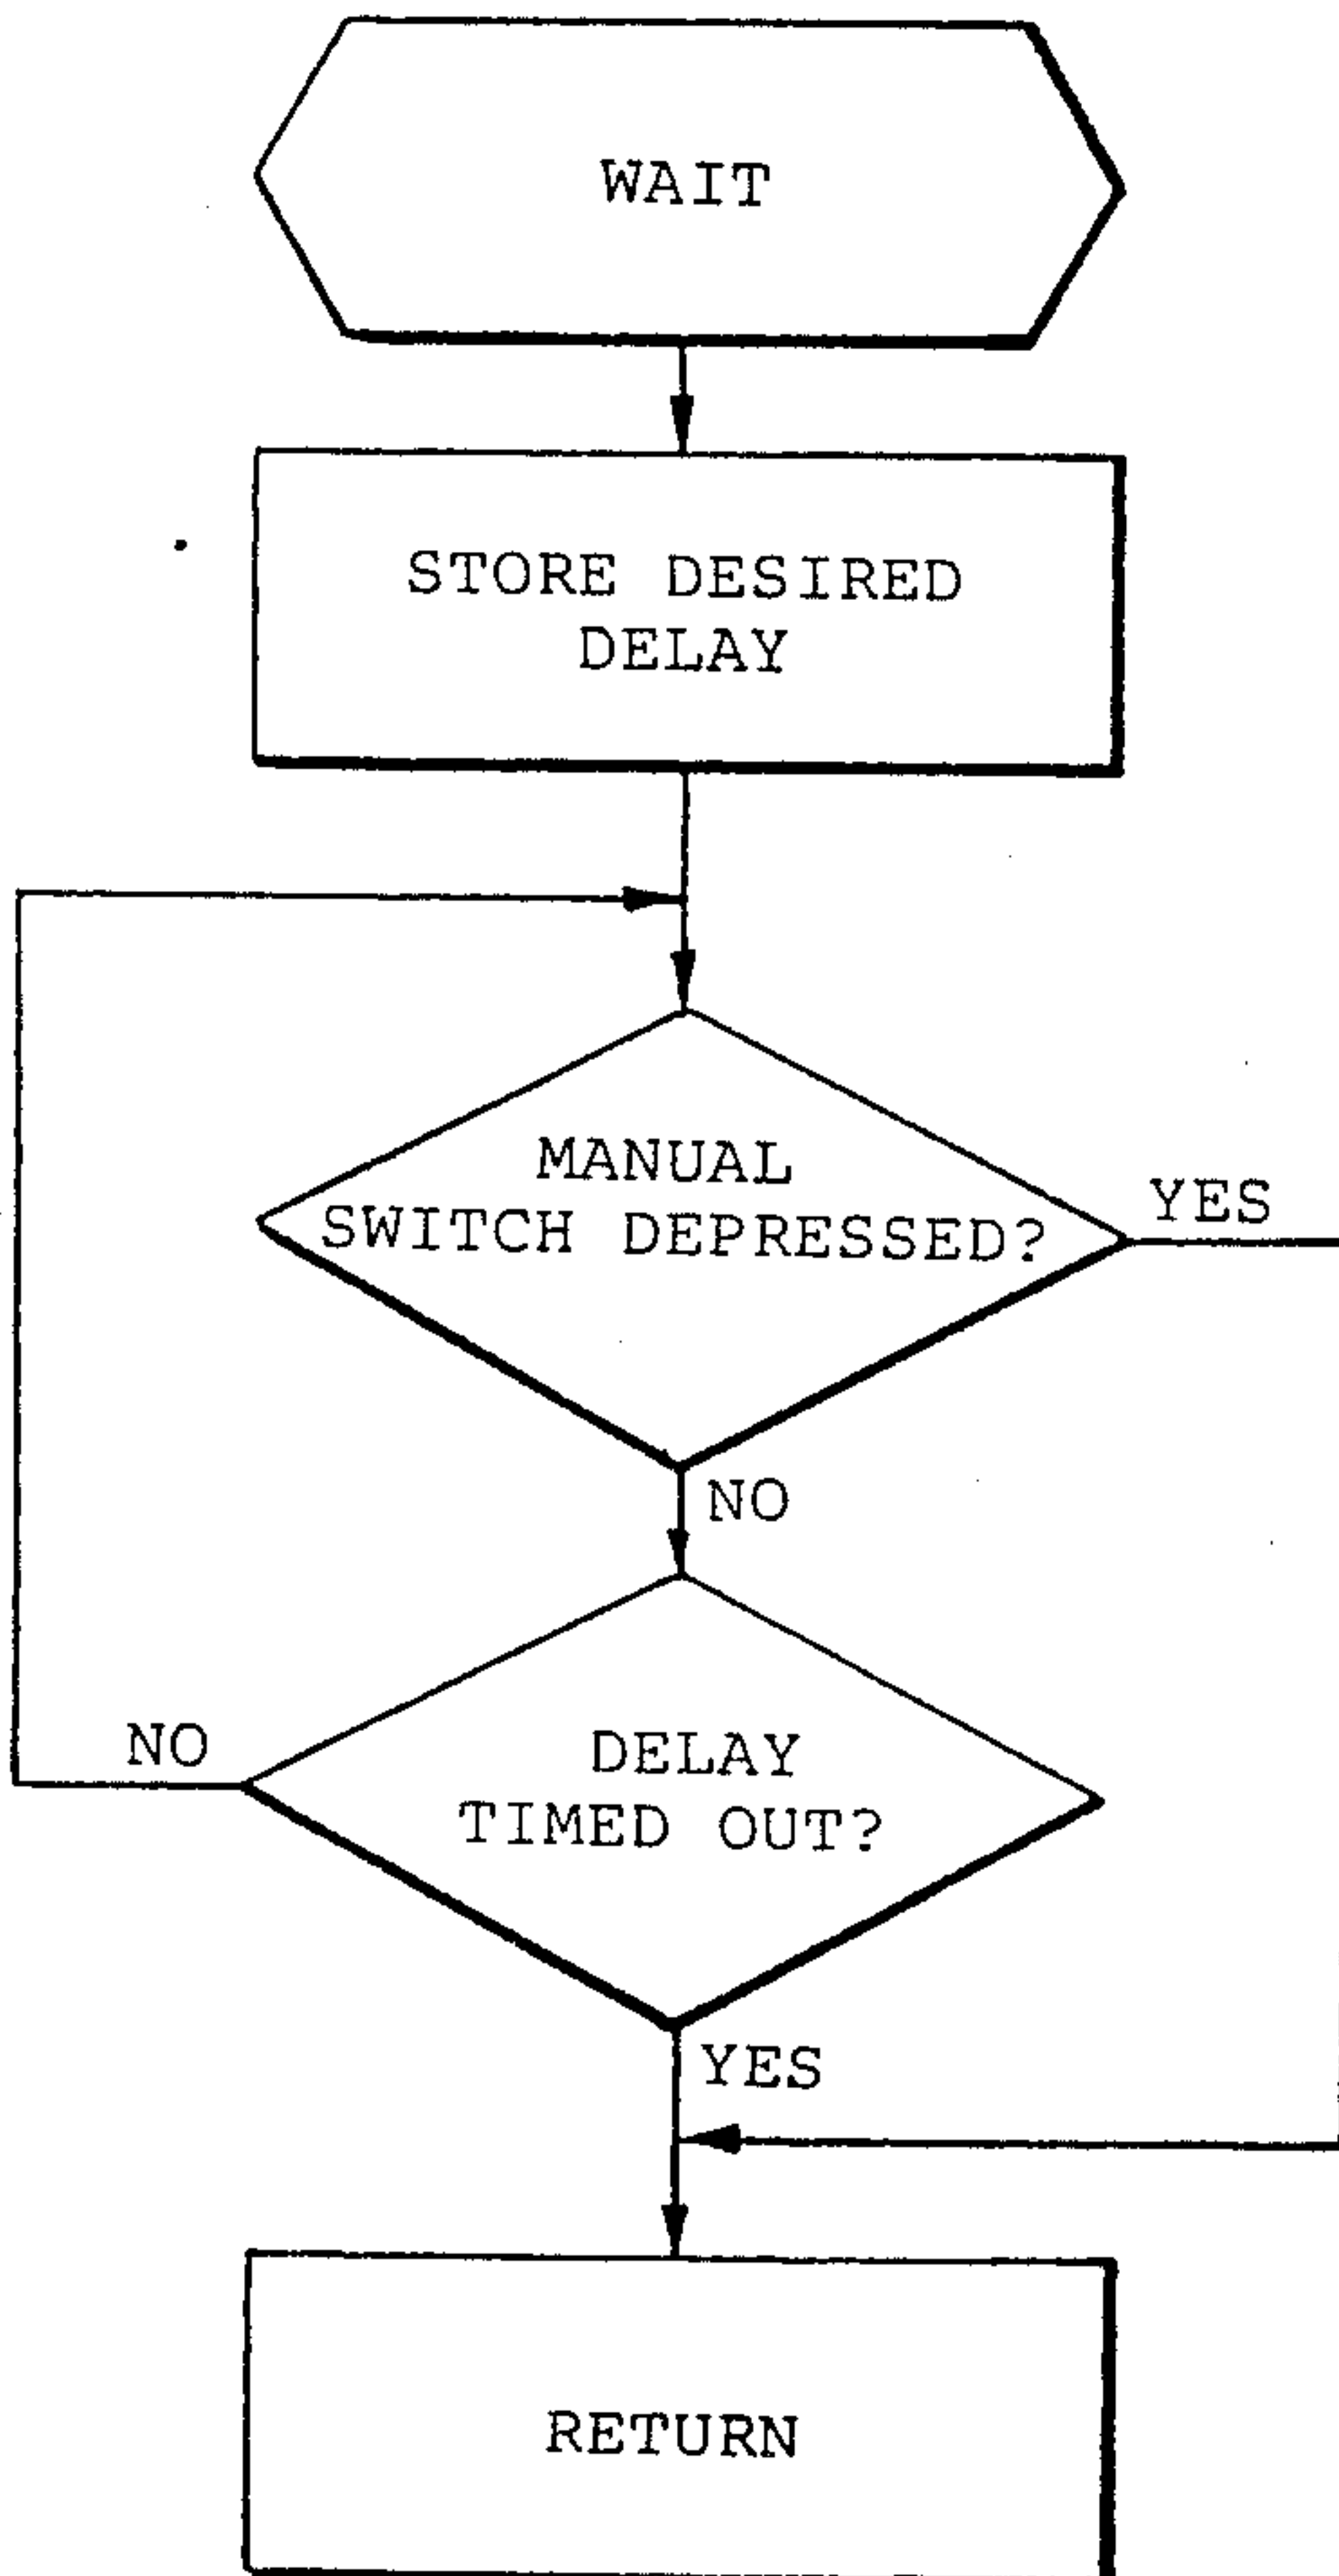 WAIT
STORE DESIRED
DELAY
MANUAL
SWITCH DEPRESSED?
YES
NO
DELAY
TIMED OUT?
NO
YES
RETURN